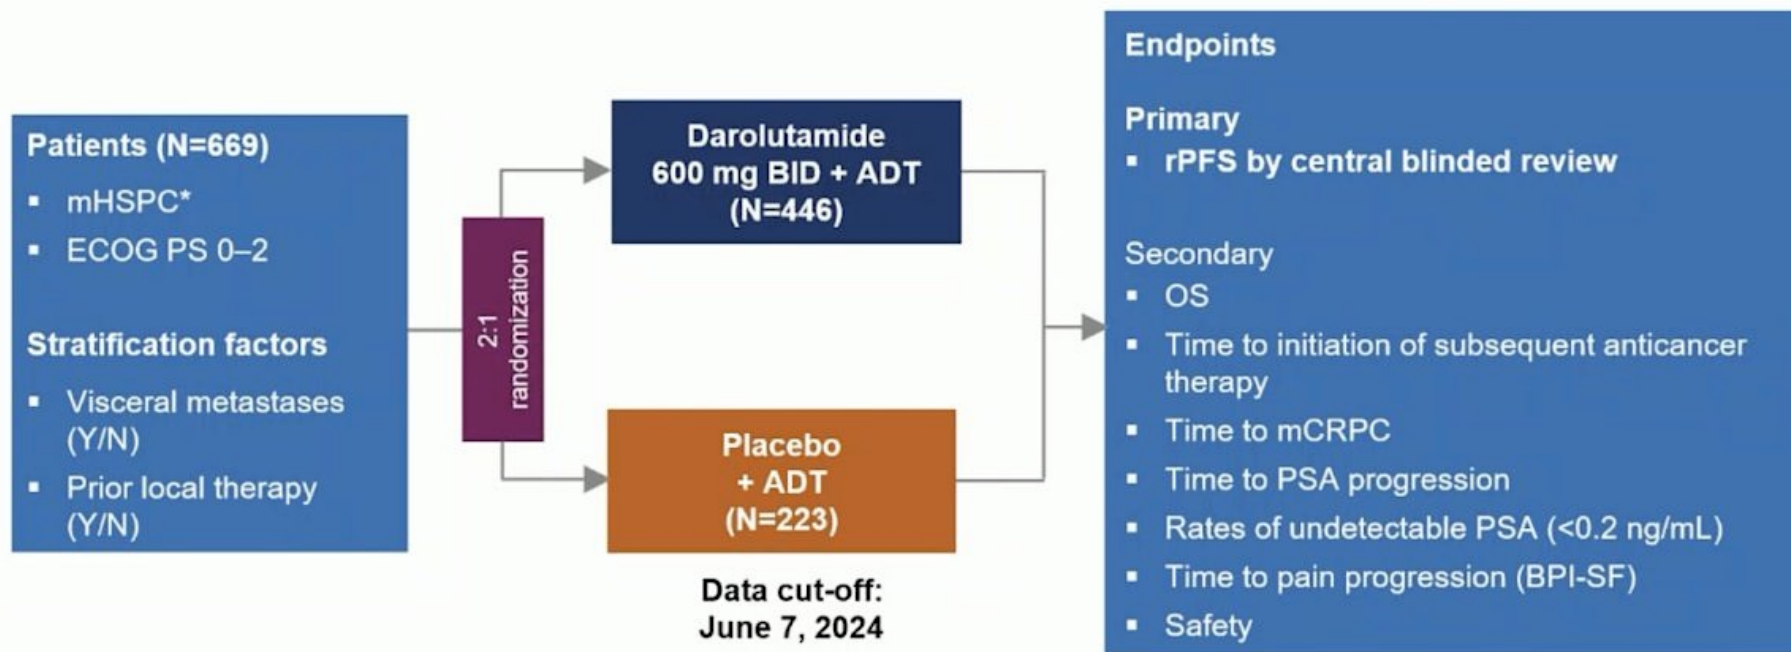 Patients (N=669)
▪ mHSPC*
▪ ECOG PS 0–2
Stratification factors
▪ Visceral metastases
(Y/N)
▪ Prior local therapy
(Y/N)
2:1
randomization
Darolutamide
600 mg BID + ADT
(N=446)
Placebo
+ ADT
(N=223)
Data cut-off:
June 7, 2024
Endpoints
Primary
▪ rPFS by central blinded review
Secondary
▪ OS
▪ Time to initiation of subsequent anticancer
therapy
▪ Time to mCRPC
▪ Time to PSA progression
▪ Rates of undetectable PSA (<0.2 ng/mL)
▪ Time to pain progression (BPI-SF)
▪ Safety